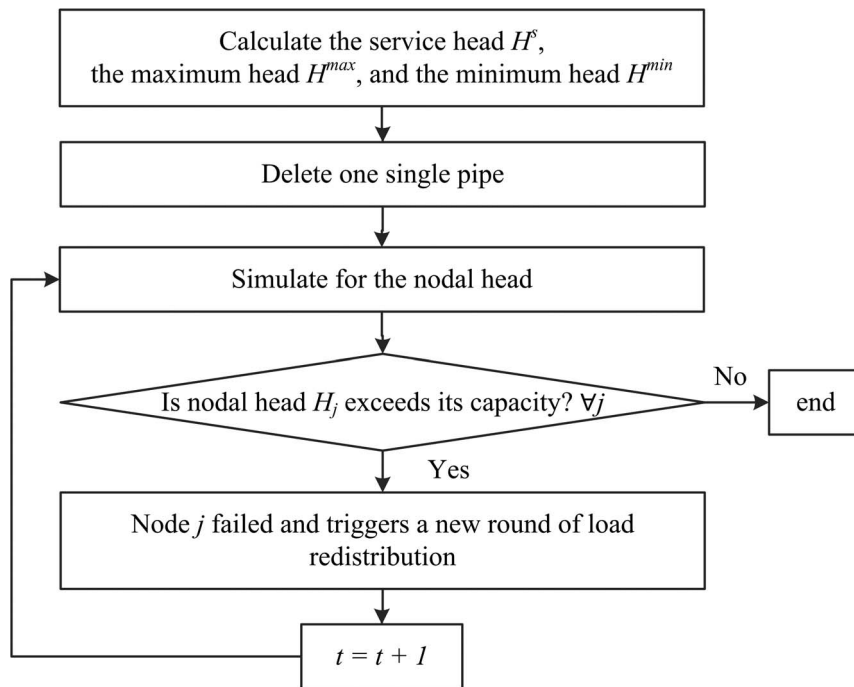 Calculate the service head H^s,
the maximum head H^max, and the minimum head H^min
Delete one single pipe
Simulate for the nodal head
Is nodal head H_j exceeds its capacity? ∀j
No
end
Yes
Node j failed and triggers a new round of load
redistribution
t = t + 1